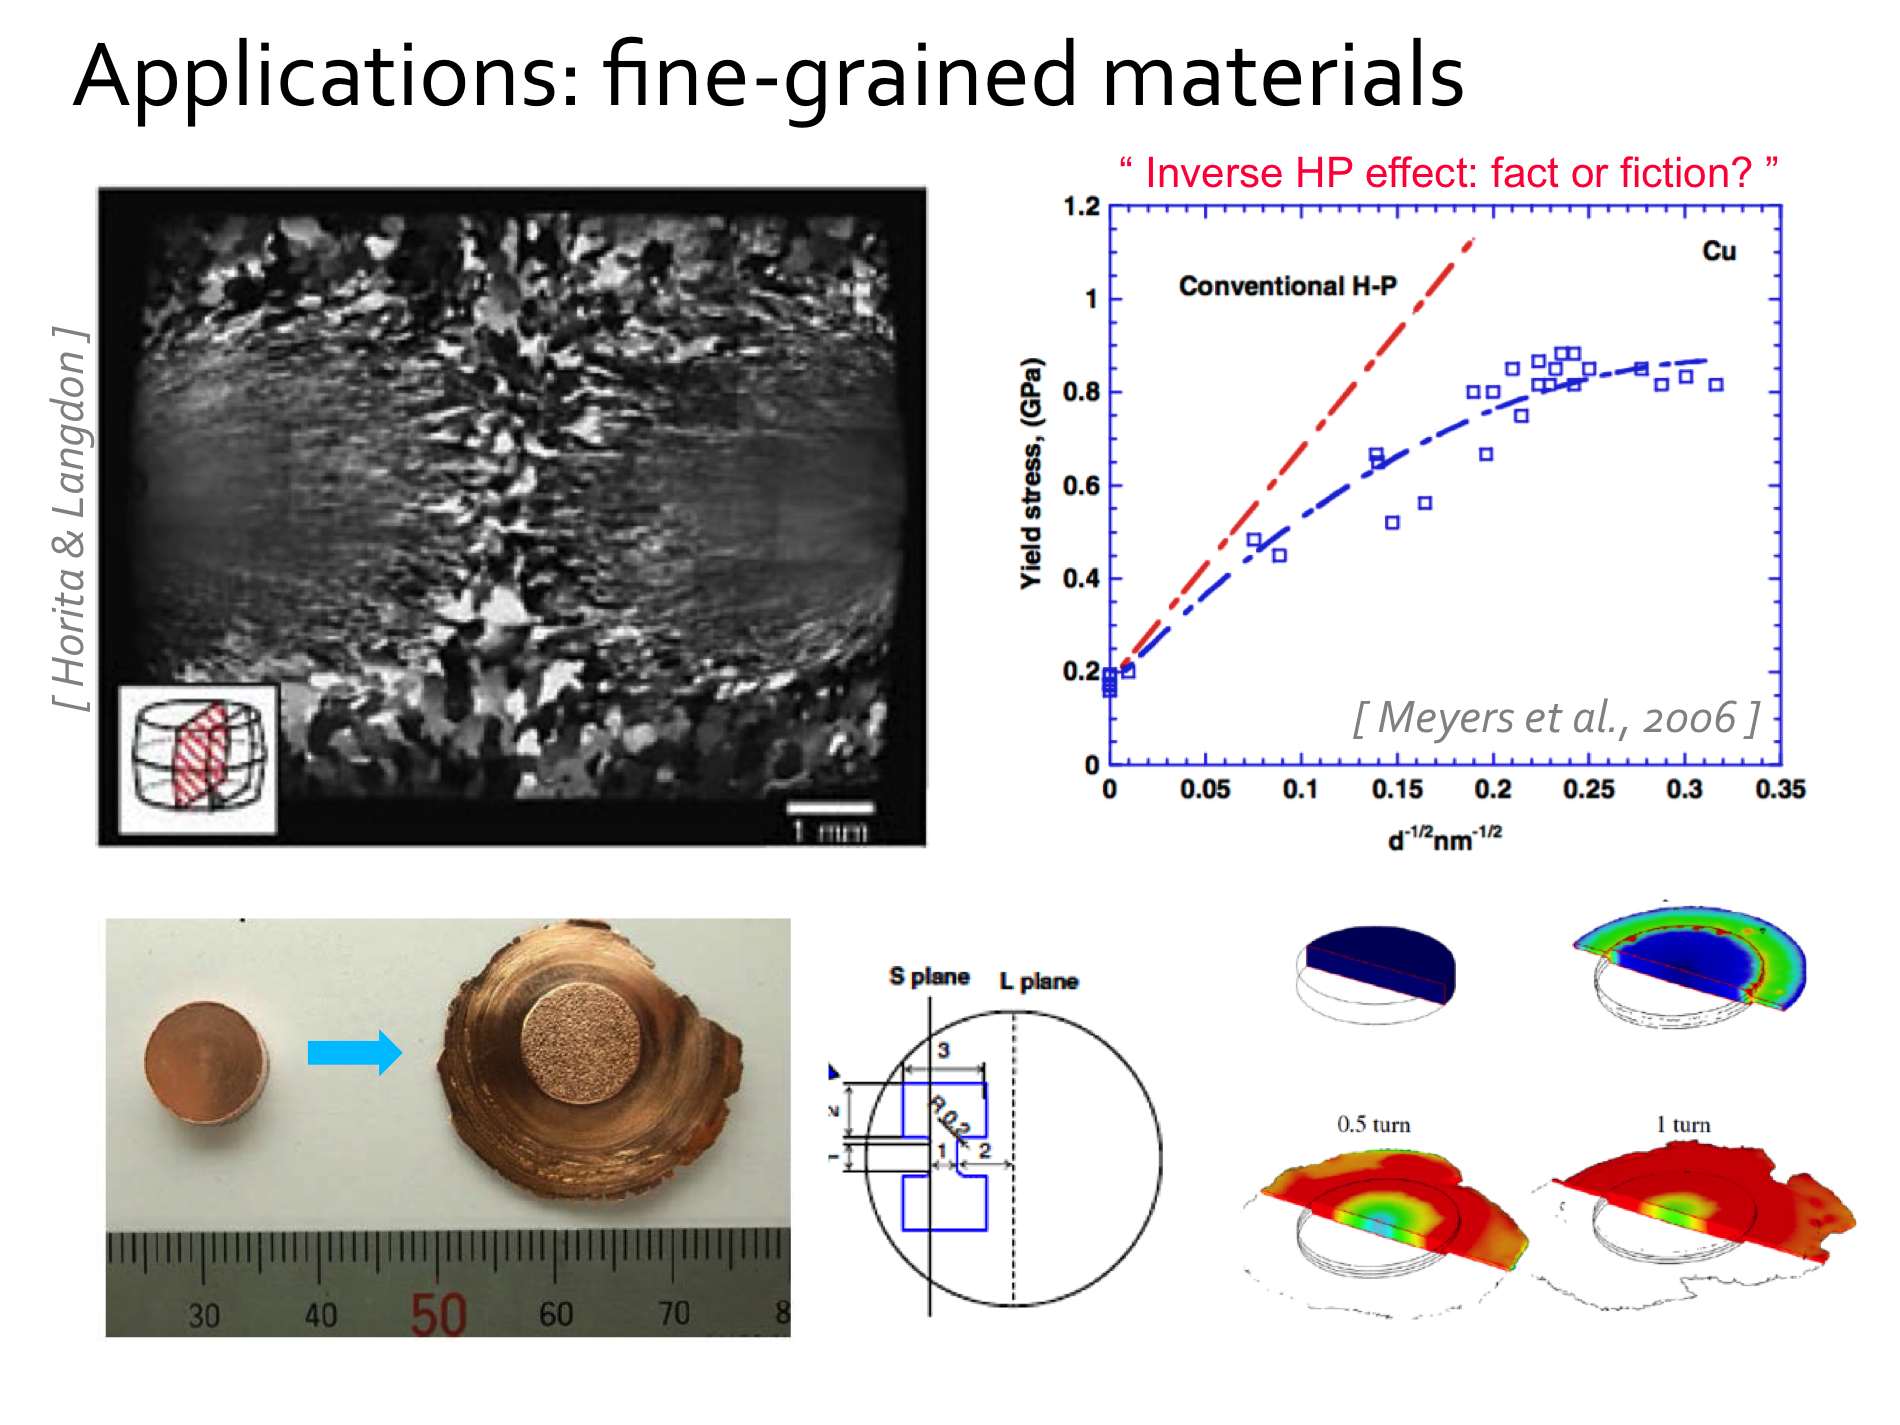 Applications: fine-grained materials
[ Horita & Langdon ]
1 mm
“ Inverse HP effect: fact or fiction? ”
1.2
1
0.8
0.6
0.4
0.2
0
Yield stress, (GPa)
Conventional H-P
Cu
[ Meyers et al., 2006 ]
0 0.05 0.1 0.15 0.2 0.25 0.3 0.35
d-1/2nm-1/2
30 40 50 60 70 8
S plane L plane
3
R 0.2
2
1
1 2
0.5 turn 1 turn